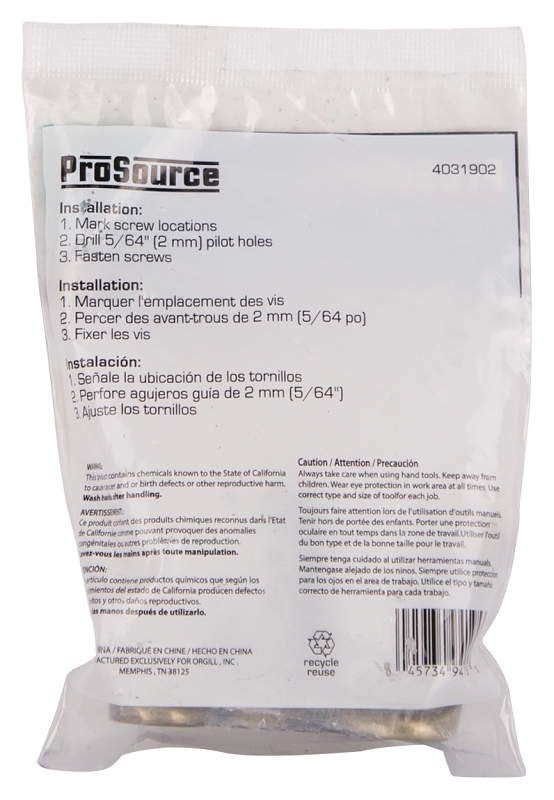 ProSource
4031902
Installation:
1. Mark screw locations
2. Drill 5/64" (2 mm) pilot holes
3. Fasten screws
Installation:
1. Marquer l'emplacement des vis
2. Percer des avant-trous de 2 mm (5/64 po)
3. Fixer les vis
Instalación:
1. Señale la ubicación de los tornillos
2. Perfore agujeros guía de 2 mm (5/64")
3. Ajuste los tornillos
contains chemicals known to the State of California
to and or birth defects or other reproductive harm.
Wash after handling.
AVERTISSEMENT:
Ce produit des produits chimiques reconnus dans l'Etat
de Californie comme pouvant provoquer des anomalies
congénitales ou autres problèmes de reproduction.
avez-vous les mains après toute manipulation.
NCIÓN:
artículo contiene productos químicos que según los
mientos del estado de California producen defectos
itos y otros daños reproductivos.
las manos después de utilizarlo.
INA / FABRIQUÉ EN CHINE / HECHO EN CHINA
ACTURED EXCLUSIVELY FOR ORGILL, INC.
MEMPHIS, TN 38125
Caution / Attention / Precaución
Always take care when using hand tools. Keep away from
children. Wear eye protection in work area at all times. Use
correct type and size of toolfor each job.
Toujours faire attention lors de l'utilisation d'outils manuels.
Tenir hors de portée des enfants. Porter une protection
oculaire en tout temps dans la zone de travail.Utiliser l'outil
du bon type et de la bonne taille pour le travail.
Siempre tenga cuidado al utilizar herramientas manuales.
Mantengase alejado de los ninos. Siempre utilice proteccion
para los ojos en el area de trabajo. Utilice el tipo y tamaño
correcto de herramienta para cada trabajo.
recycle
reuse
45734 94